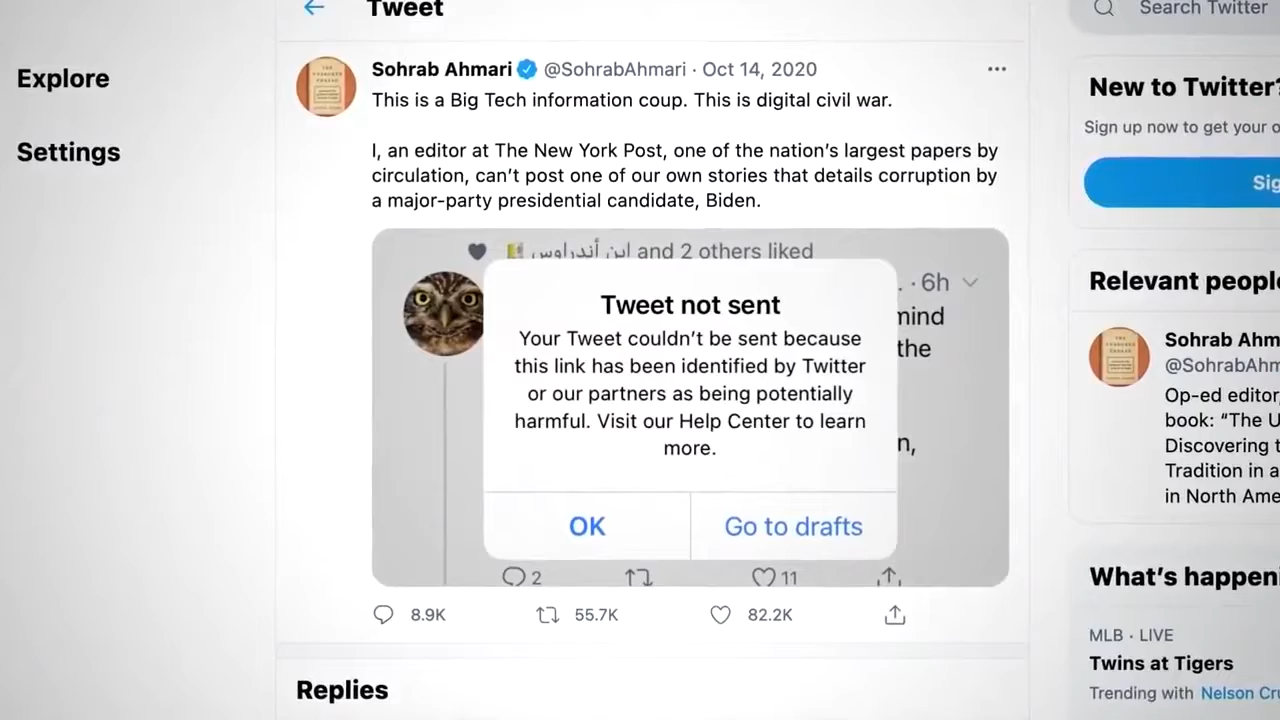 Tweet
Search Twitter
Explore
Settings
Sohrab Ahmari @SohrabAhmari · Oct 14, 2020
This is a Big Tech information coup. This is digital civil war.
I, an editor at The New York Post, one of the nation's largest papers by
circulation, can't post one of our own stories that details corruption by
a major-party presidential candidate, Biden.
ابن أندراوس and 2 others liked
. · 6h
mind
the
n,
Tweet not sent
Your Tweet couldn't be sent because
this link has been identified by Twitter
or our partners as being potentially
harmful. Visit our Help Center to learn
more.
OK
Go to drafts
2
11
8.9K
55.7K
82.2K
Replies
New to Twitter?
Sign up now to get your o
Sig
Relevant people
Sohrab Ahm
@SohrabAhm
Op-ed editor,
book: "The U
Discovering t
Tradition in a
in North Ame
What's happeni
MLB · LIVE
Twins at Tigers
Trending with Nelson Cru